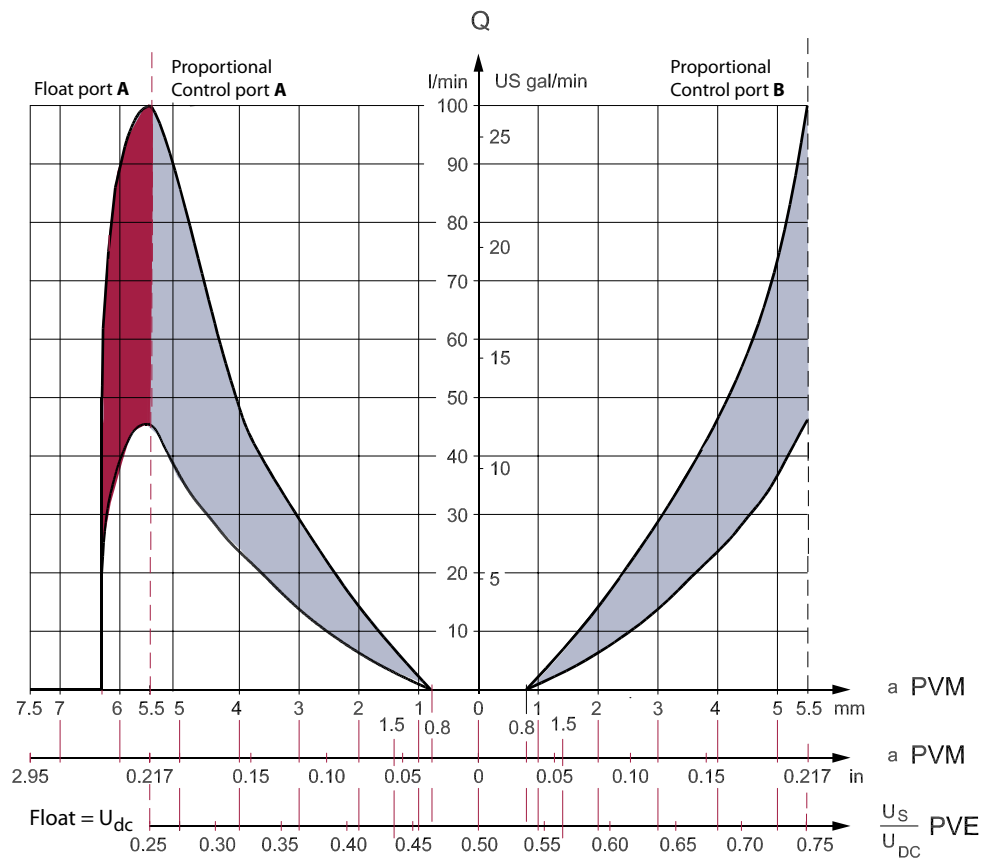 Q
Float port A
Proportional
Control port A
l/min
US gal/min
Proportional
Control port B
100
90
80
70
60
50
40
30
20
10
25
20
15
10
5
7.5 7 6 5.5 5 4 3 2 1 0 1 2 3 4 5 5.5 mm
a PVM
1.5 0.8 0.8 1.5
2.95 0.217 0.15 0.10 0.05 0 0.05 0.10 0.15 0.217 in
a PVM
Float = Udc
0.25 0.30 0.35 0.40 0.45 0.50 0.55 0.60 0.65 0.70 0.75
US
UDC
PVE